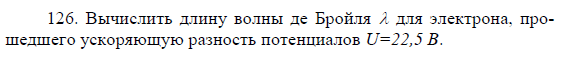 126. Вычислить длину волны де Бройля λ для электрона, про-
шедшего ускоряющую разность потенциалов U=22,5 В.